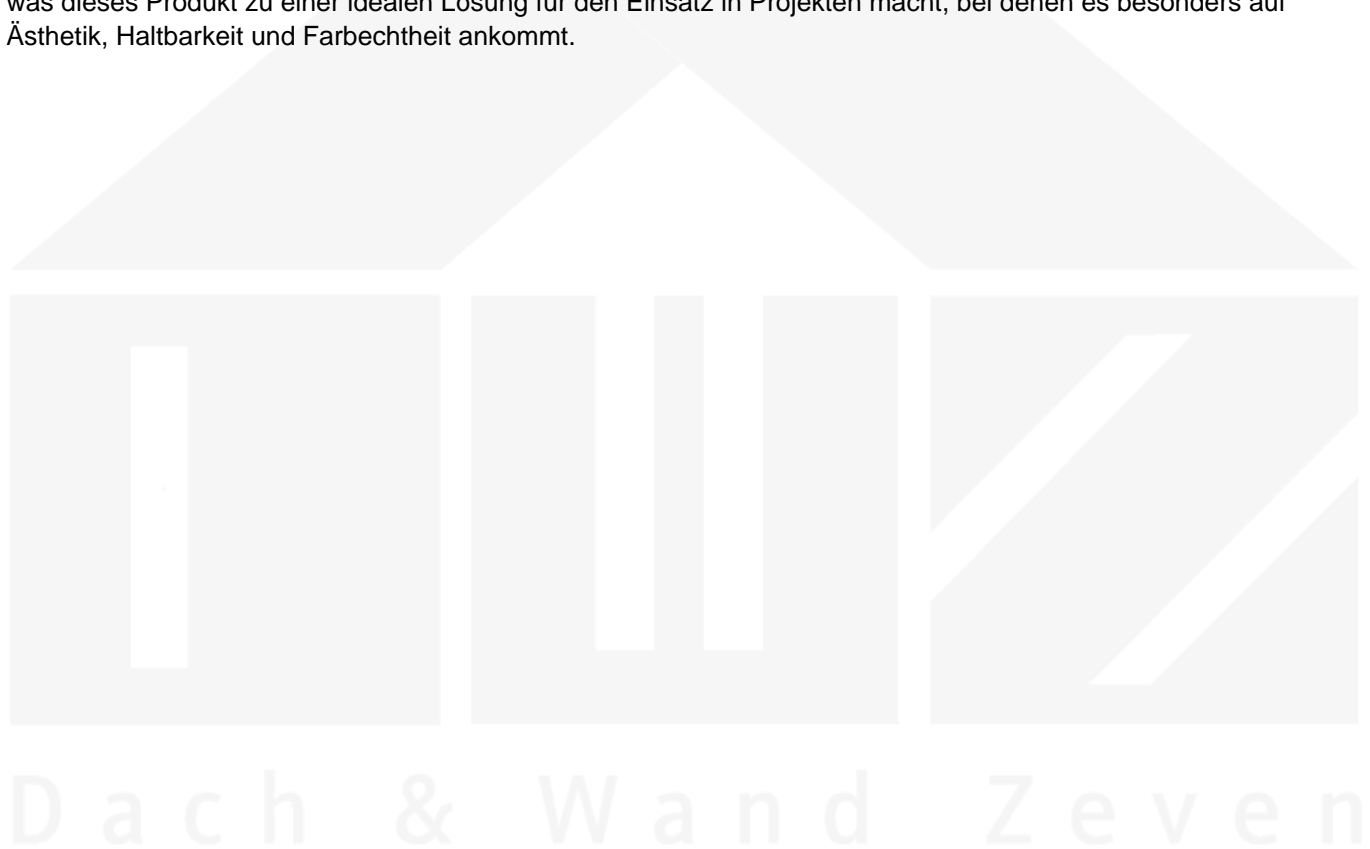 was dieses Produkt zu einer idealen Lösung für den Einsatz in Projekten macht, bei denen es besonders auf
Ästhetik, Haltbarkeit und Farbechtheit ankommt.
Dach & Wand Zeven